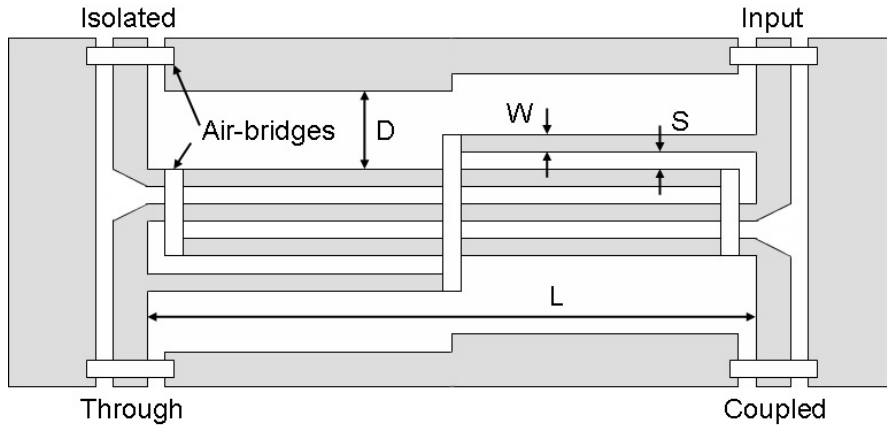 Isolated
Input
Air-bridges
D
W
S
L
Through
Coupled